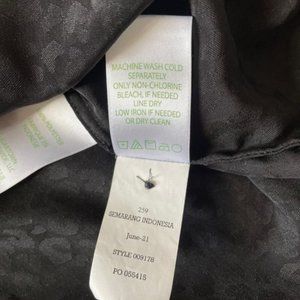 MACHINE WASH COLD
SEPARATELY
ONLY NON-CHLORINE
BLEACH, IF NEEDED
LINE DRY
LOW IRON IF NEEDED
OR DRY CLEAN
259
SEMARANG INDONESIA
June-21
STYLE 009178
PO 055415